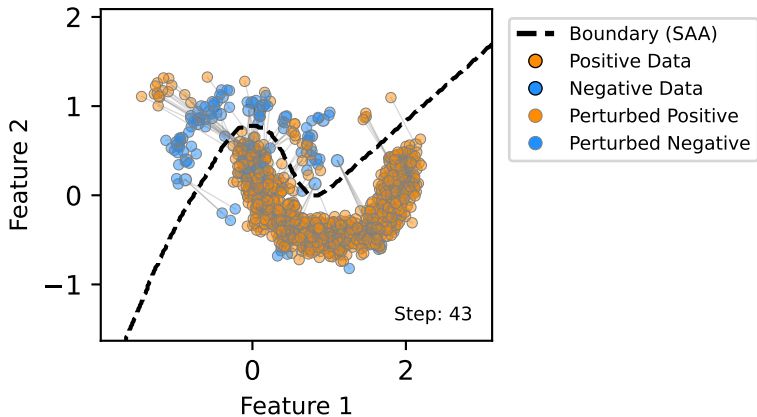 2
1
0
−1
Feature 2
0
2
Feature 1
Step: 43
Boundary (SAA)
Positive Data
Negative Data
Perturbed Positive
Perturbed Negative